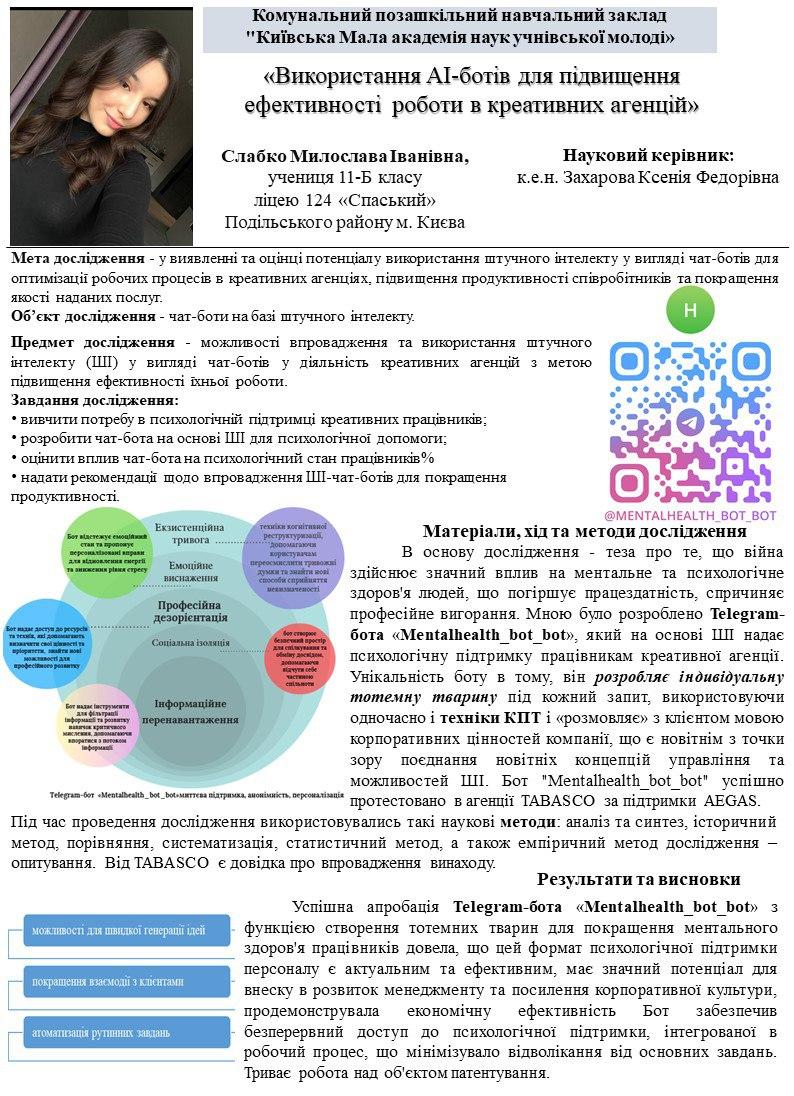 Комунальний позашкільний навчальний заклад
"Київська Мала академія наук учнівської молоді»
«Використання AI-ботів для підвищення
ефективності роботи в креативних агенцій»
Слабко Милослава Іванівна,
учениця 11-Б класу
ліцею 124 «Спаський»
Подільського району м. Києва
Науковий керівник:
к.е.н. Захарова Ксенія Федорівна
Мета дослідження - у виявленні та оцінці потенціалу використання штучного інтелекту у вигляді чат-ботів для
оптимізації робочих процесів в креативних агенціях, підвищення продуктивності співробітників та покращення
якості наданих послуг.
Об’єкт дослідження - чат-боти на базі штучного інтелекту.
Предмет дослідження - можливості впровадження та використання штучного
інтелекту (ШІ) у вигляді чат-ботів у діяльність креативних агенцій з метою
підвищення ефективності їхньої роботи.
Завдання дослідження:
• вивчити потребу в психологічній підтримці креативних працівників;
• розробити чат-бота на основі ШІ для психологічної допомоги;
• оцінити вплив чат-бота на психологічний стан працівників%
• надати рекомендації щодо впровадження ШІ-чат-ботів для покращення
продуктивності.
Н
@MENTALHEALTH_BOT_BOT
Бот відстежує емоційний
стан та пропонує
персоналізовані вправи
для відновлення енергії
та зниження рівня стресу
Екзистенційна
тривога
Емоційне
виснаження
Професійна
дезорієнтація
Соціальна ізоляція
Інформаційне
перенавантаження
техніки когнітивної
реструктуризації,
допомагаючи
користувачам
переосмислити тривожні
думки та знайти нові
способи сприйняття
невизначеності
Бот надає доступ до ресурсів
та технік, які допомагають
визначити свої цінності та
пріоритети, знайти нові
можливості для
професійного розвитку
бот створює
безпечний простір
для спілкування та
обміну досвідом,
допомагаючи
відчути себе
частиною
спільноти
Бот надає інструменти
для фільтрації
інформації та розвитку
навичок критичного
мислення, допомагаючи
впоратися з потоком
інформації
Telegram-бот «Mentalhealth_bot_bot»миттєва підтримка, анонімність, персоналізація
Матеріали, хід та методи дослідження
В основу дослідження - теза про те, що війна
здійснює значний вплив на ментальне та психологічне
здоров'я людей, що погіршує працездатність, спричиняє
професійне вигорання. Мною було розроблено Telegram-
бота «Mentalhealth_bot_bot», який на основі ШІ надає
психологічну підтримку працівникам креативної агенції.
Унікальність боту в тому, він розробляє індивідуальну
тотемну тварину під кожний запит, використовуючи
одночасно і техніки КПТ і «розмовляє» з клієнтом мовою
корпоративних цінностей компанії, що є новітнім з точки
зору поєднання новітніх концепцій управління та
можливостей ШІ. Бот "Mentalhealth_bot_bot" успішно
протестовано в агенції TABASCO за підтримки AEGAS.
Під час проведення дослідження використовувались такі наукові методи: аналіз та синтез, історичний
метод, порівняння, систематизація, статистичний метод, а також емпіричний метод дослідження –
опитування. Від TABASCO є довідка про впровадження винаходу.
Результати та висновки
можливості для швидкої генерації ідей
покращення взаємодії з клієнтами
атоматизація рутинних завдань
Успішна апробація Telegram-бота «Mentalhealth_bot_bot» з
функцією створення тотемних тварин для покращення ментального
здоров'я працівників довела, що цей формат психологічної підтримки
персоналу є актуальним та ефективним, має значний потенціал для
внеску в розвиток менеджменту та посилення корпоративної культури,
продемонструвала економічну ефективність Бот забезпечив
безперервний доступ до психологічної підтримки, інтегрованої в
робочий процес, що мінімізувало відволікання від основних завдань.
Триває робота над об'єктом патентування.